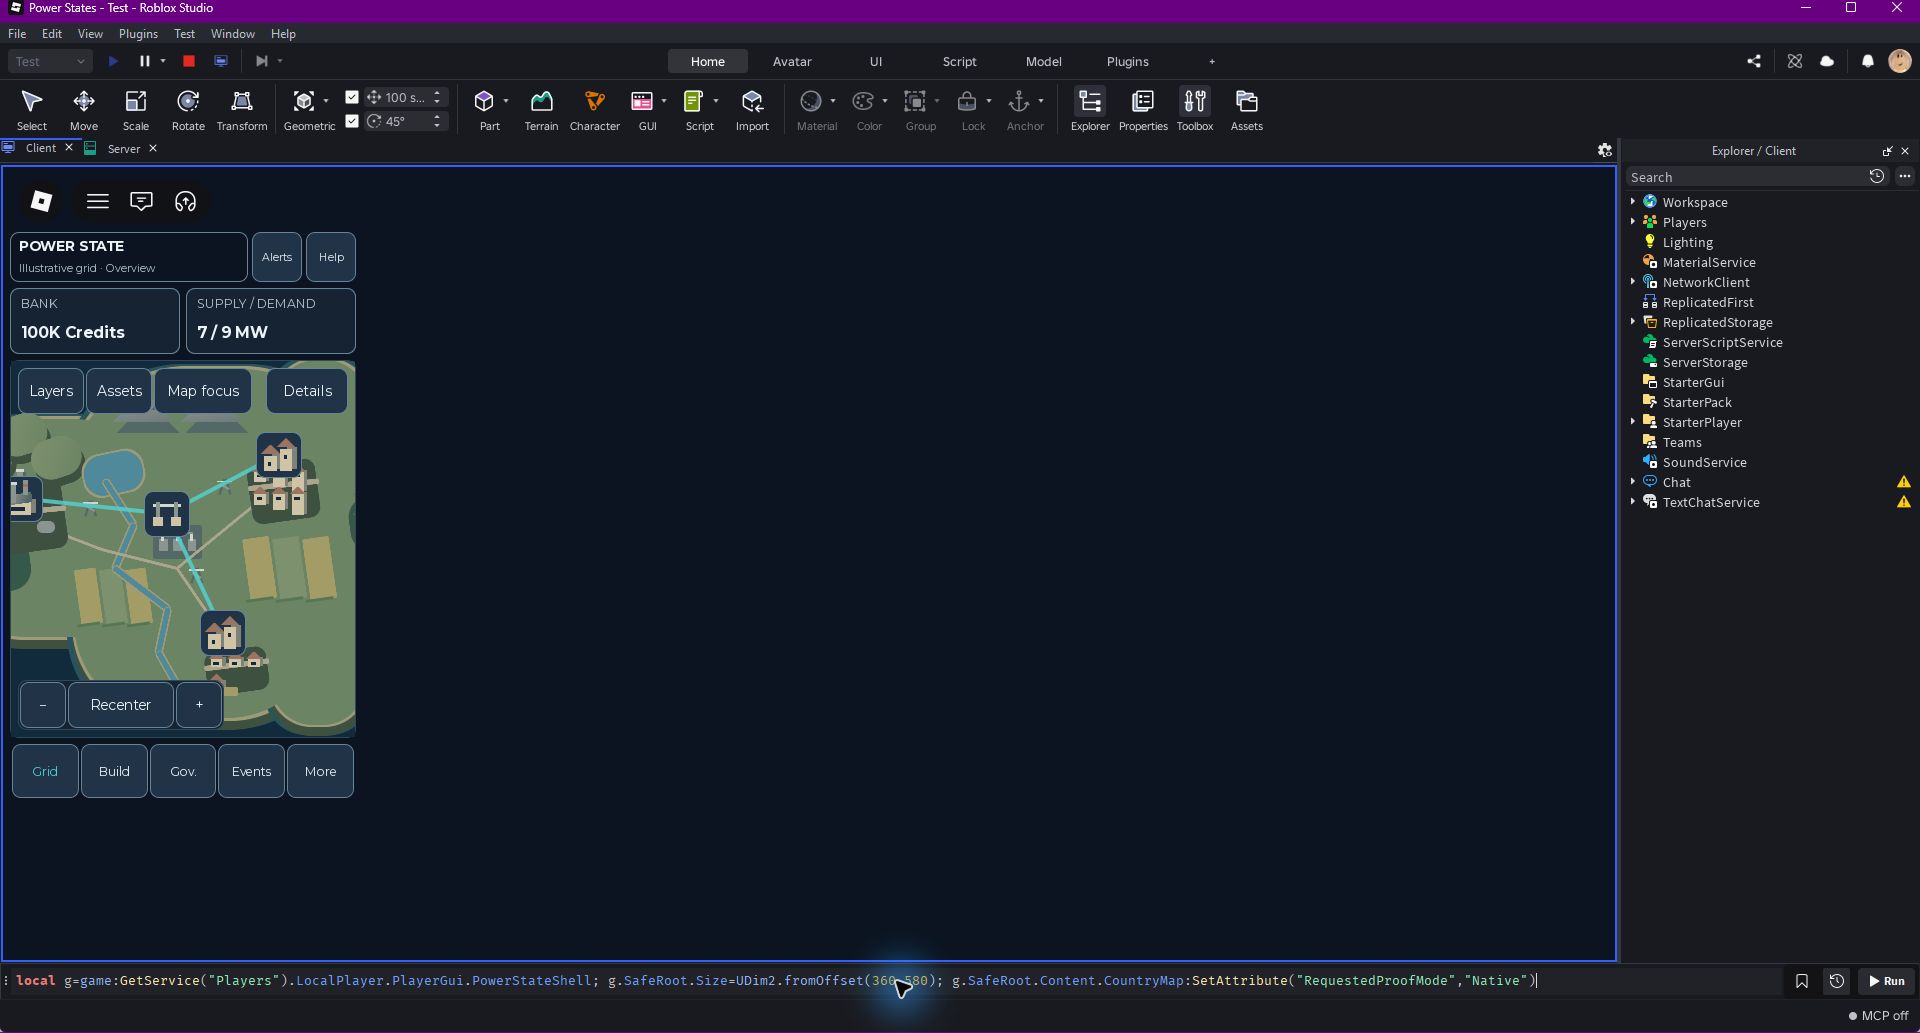 Power States - Test - Roblox Studio
File Edit View Plugins Test Window Help
Test
Home Avatar UI Script Model Plugins +
100 s...
45°
Select Move Scale Rotate Transform Geometric Part Terrain Character GUI Script Import Material Color Group Lock Anchor Explorer Properties Toolbox Assets
Client Server
Explorer / Client
Search
Workspace
Players
Lighting
MaterialService
NetworkClient
ReplicatedFirst
ReplicatedStorage
ServerScriptService
ServerStorage
StarterGui
StarterPack
StarterPlayer
Teams
SoundService
Chat
TextChatService
POWER STATE
Illustrative grid · Overview
Alerts Help
BANK
100K Credits
SUPPLY / DEMAND
7 / 9 MW
Layers Assets Map focus Details
– Recenter +
Grid Build Gov. Events More
local g=game:GetService("Players").LocalPlayer.PlayerGui.PowerStateShell; g.SafeRoot.Size=UDim2.fromOffset(360,580); g.SafeRoot.Content.CountryMap:SetAttribute("RequestedProofMode","Native")
Run
MCP off